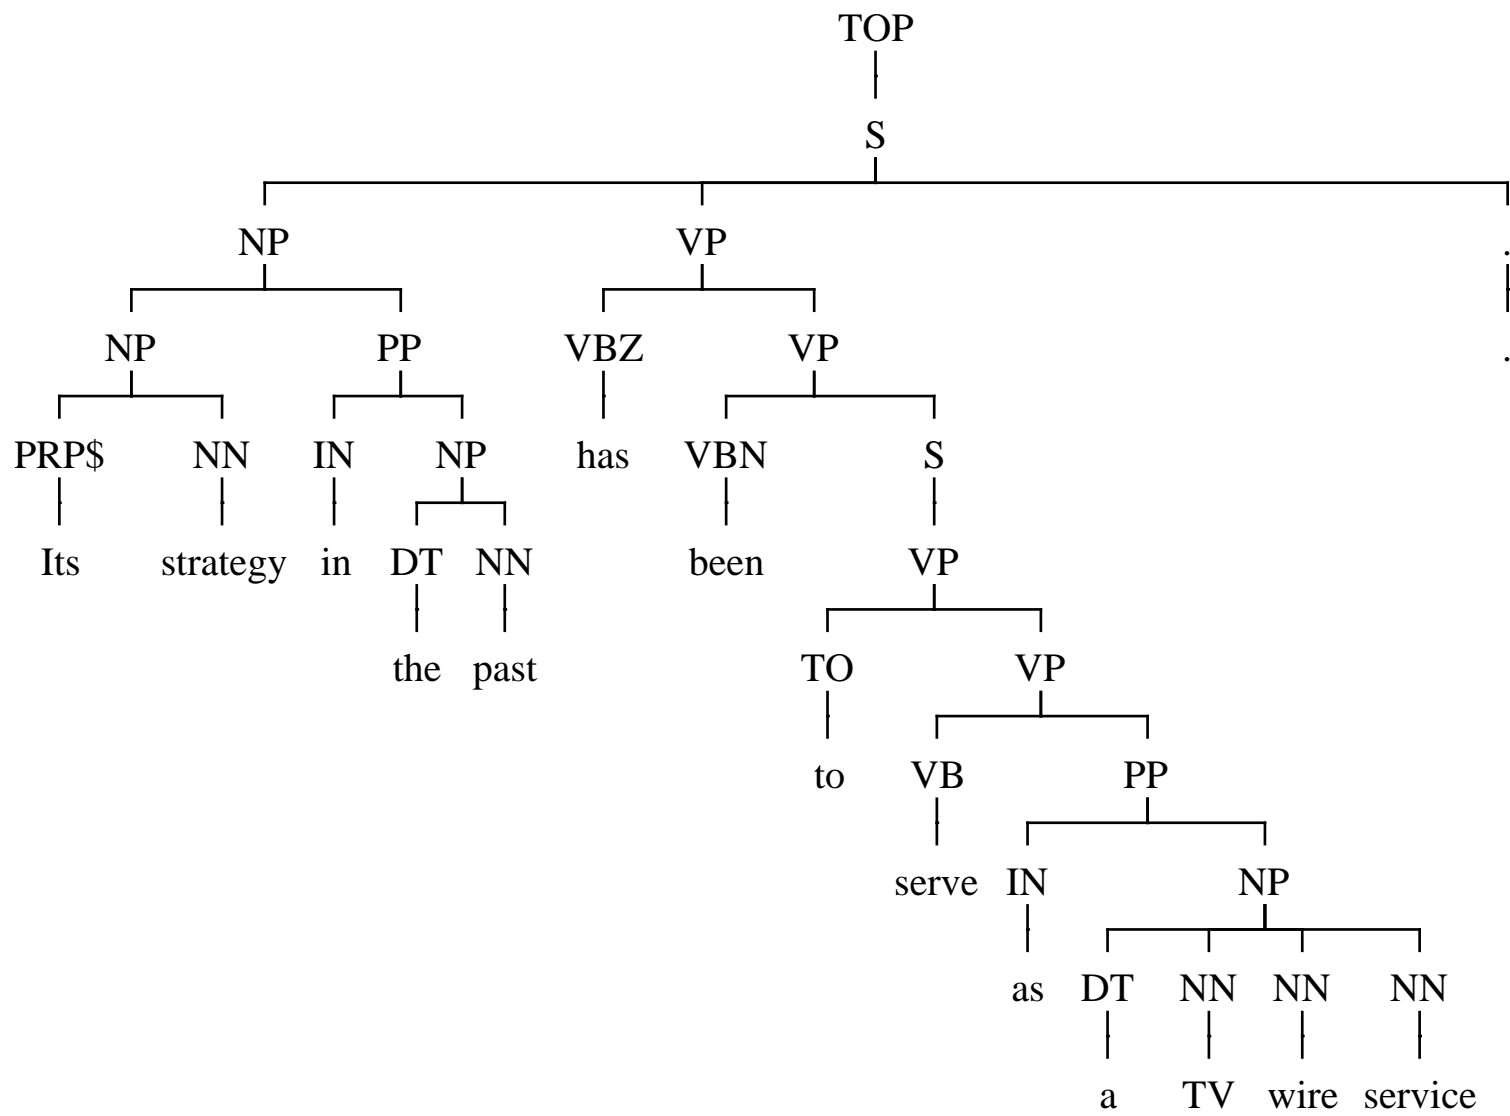 TOP
S
NP VP .
NP PP VBZ VP .
PRP$ NN IN NP has VBN S
Its strategy in DT NN been VP
the past TO VP
to VB PP
serve IN NP
as DT NN NN NN
a TV wire service